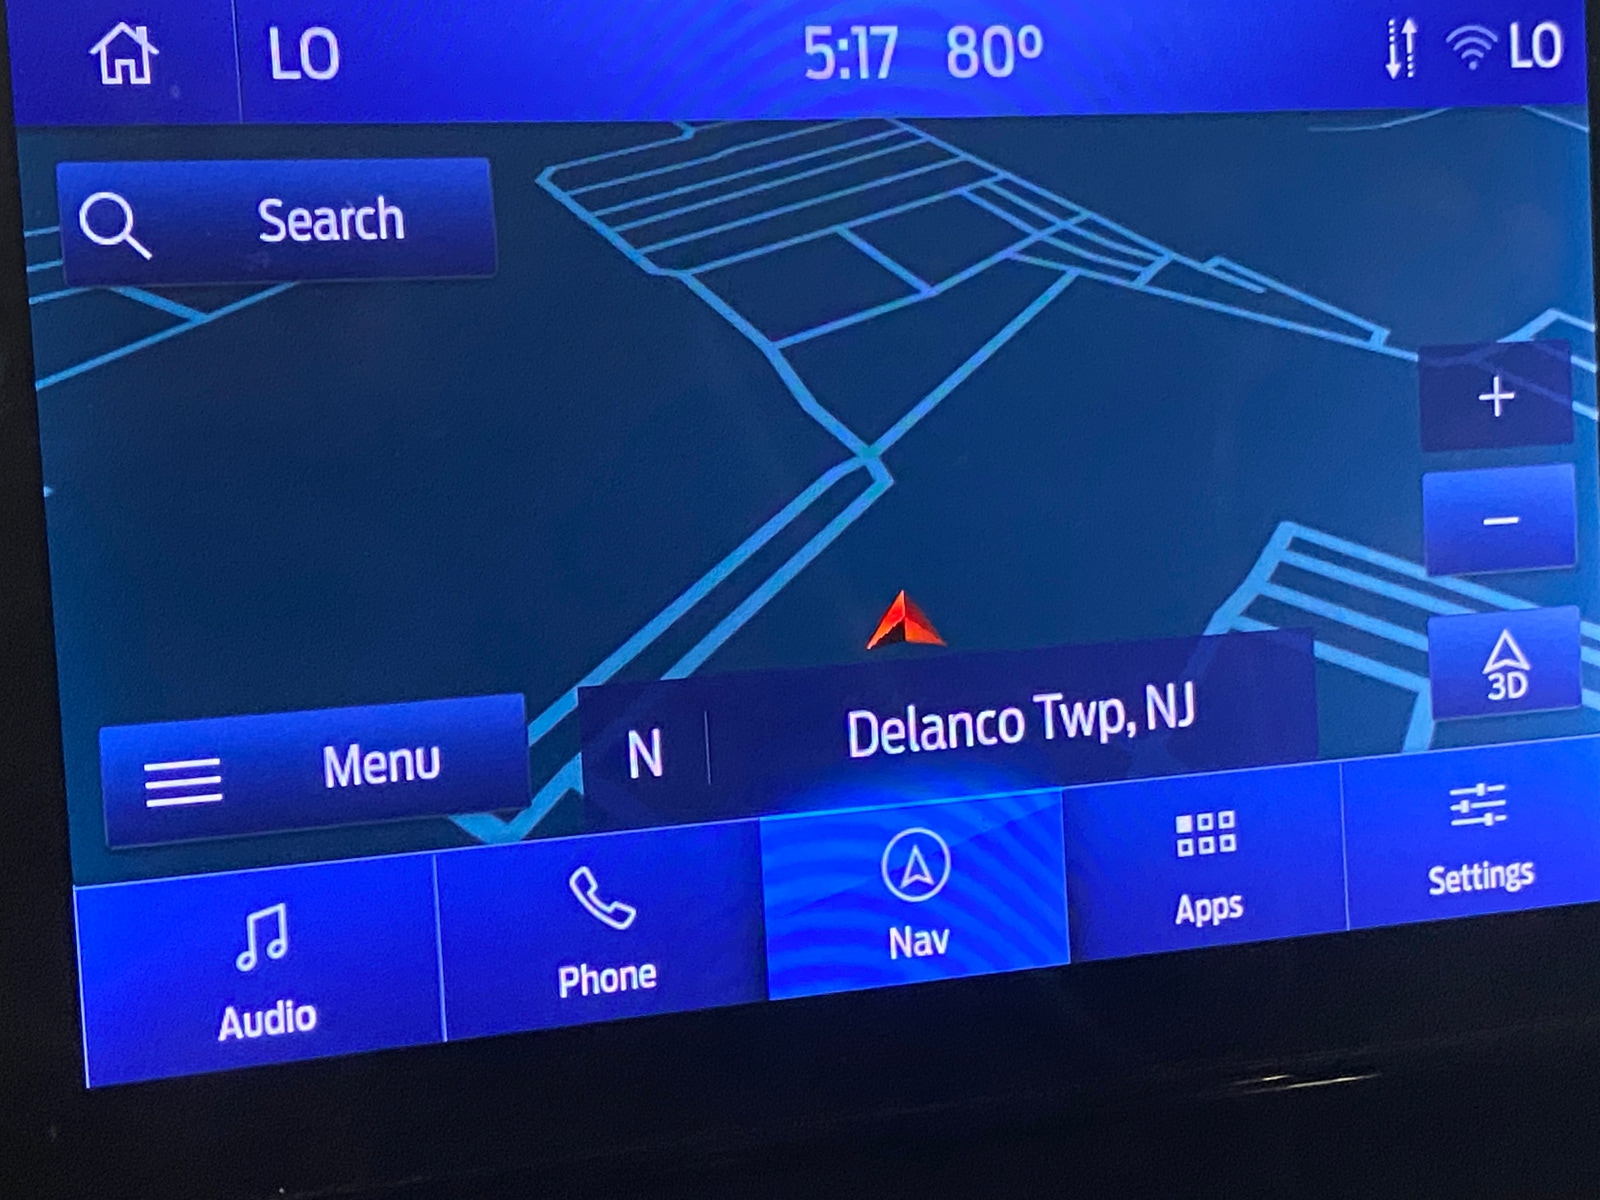 LO 5:17 80° LO
Search
+
−
3D
Menu
N Delanco Twp, NJ
Audio Phone Nav Apps Settings